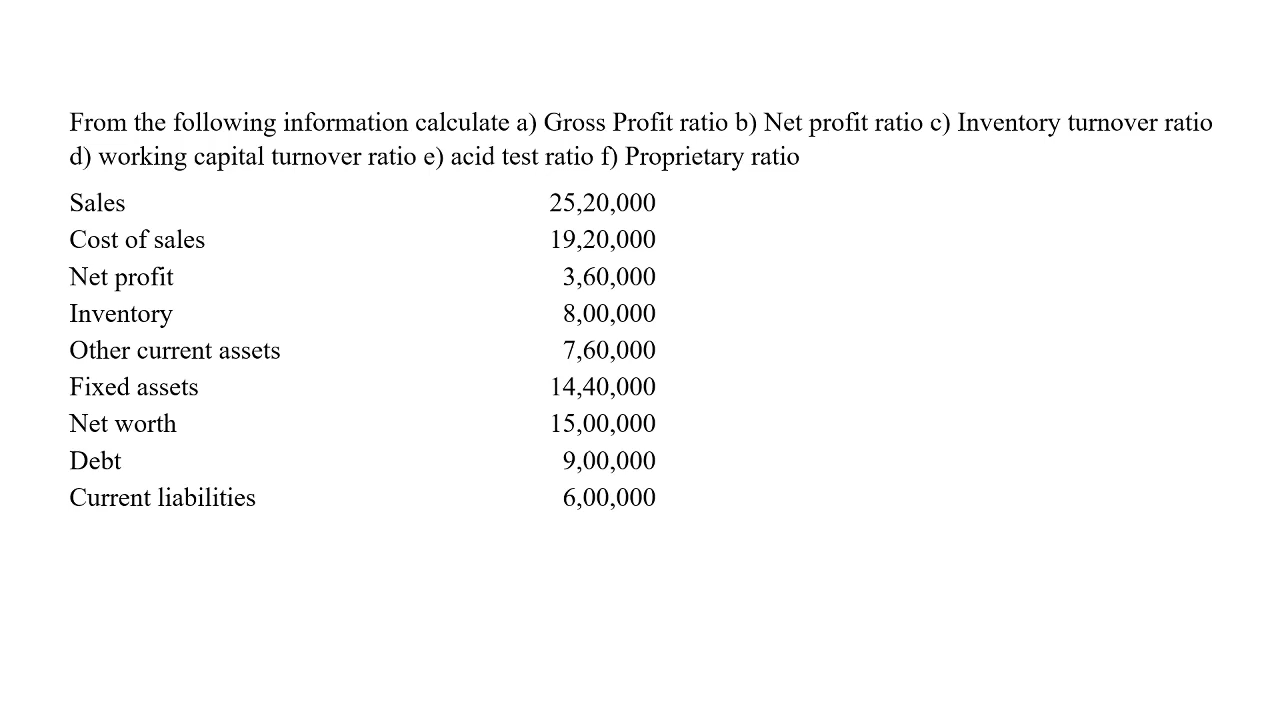 From the following information calculate a) Gross Profit ratio b) Net profit ratio c) Inventory turnover ratio
d) working capital turnover ratio e) acid test ratio f) Proprietary ratio
Sales 25,20,000
Cost of sales 19,20,000
Net profit 3,60,000
Inventory 8,00,000
Other current assets 7,60,000
Fixed assets 14,40,000
Net worth 15,00,000
Debt 9,00,000
Current liabilities 6,00,000